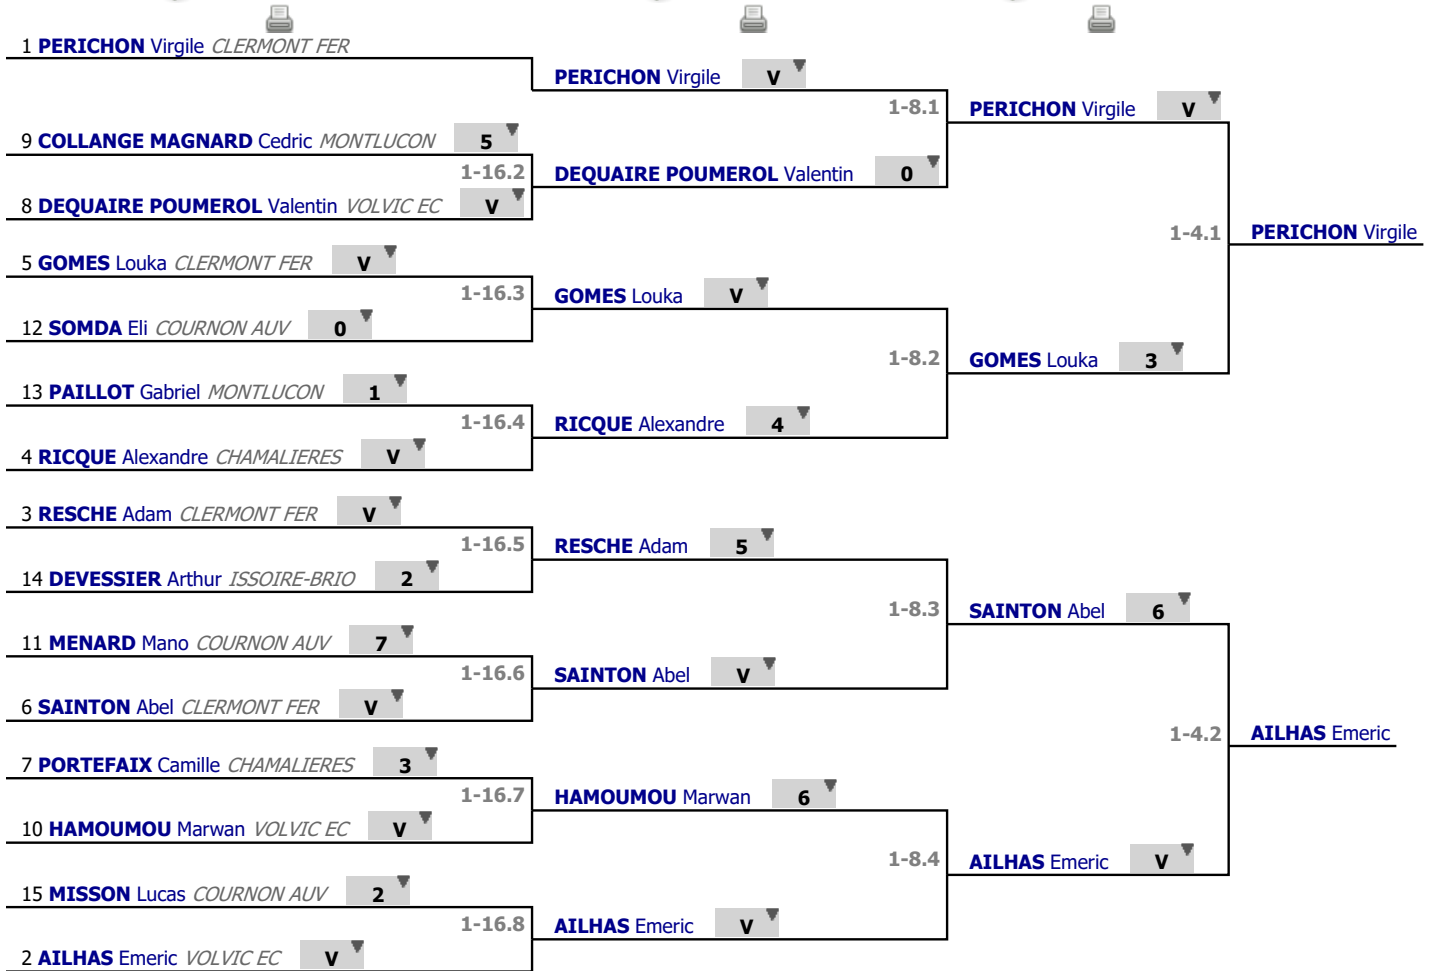 1 PERICHON Virgile CLERMONT FER
PERICHON Virgile V
1-8.1
PERICHON Virgile V
9 COLLANGE MAGNARD Cedric MONTLUCON 5
1-16.2
DEQUAIRE POUMEROL Valentin 0
8 DEQUAIRE POUMEROL Valentin VOLVIC EC V
1-4.1
PERICHON Virgile
5 GOMES Louka CLERMONT FER V
1-16.3
GOMES Louka V
12 SOMDA Eli COURNON AUV 0
1-8.2
GOMES Louka 3
13 PAILLOT Gabriel MONTLUCON 1
1-16.4
RICQUE Alexandre 4
4 RICQUE Alexandre CHAMALIERES V
3 RESCHE Adam CLERMONT FER V
1-16.5
RESCHE Adam 5
14 DEVESSIER Arthur ISSOIRE-BRIO 2
1-8.3
SAINTON Abel 6
11 MENARD Mano COURNON AUV 7
1-16.6
SAINTON Abel V
6 SAINTON Abel CLERMONT FER V
1-4.2
AILHAS Emeric
7 PORTEFAIX Camille CHAMALIERES 3
1-16.7
HAMOUMOU Marwan 6
10 HAMOUMOU Marwan VOLVIC EC V
1-8.4
AILHAS Emeric V
15 MISSON Lucas COURNON AUV 2
1-16.8
AILHAS Emeric V
2 AILHAS Emeric VOLVIC EC V